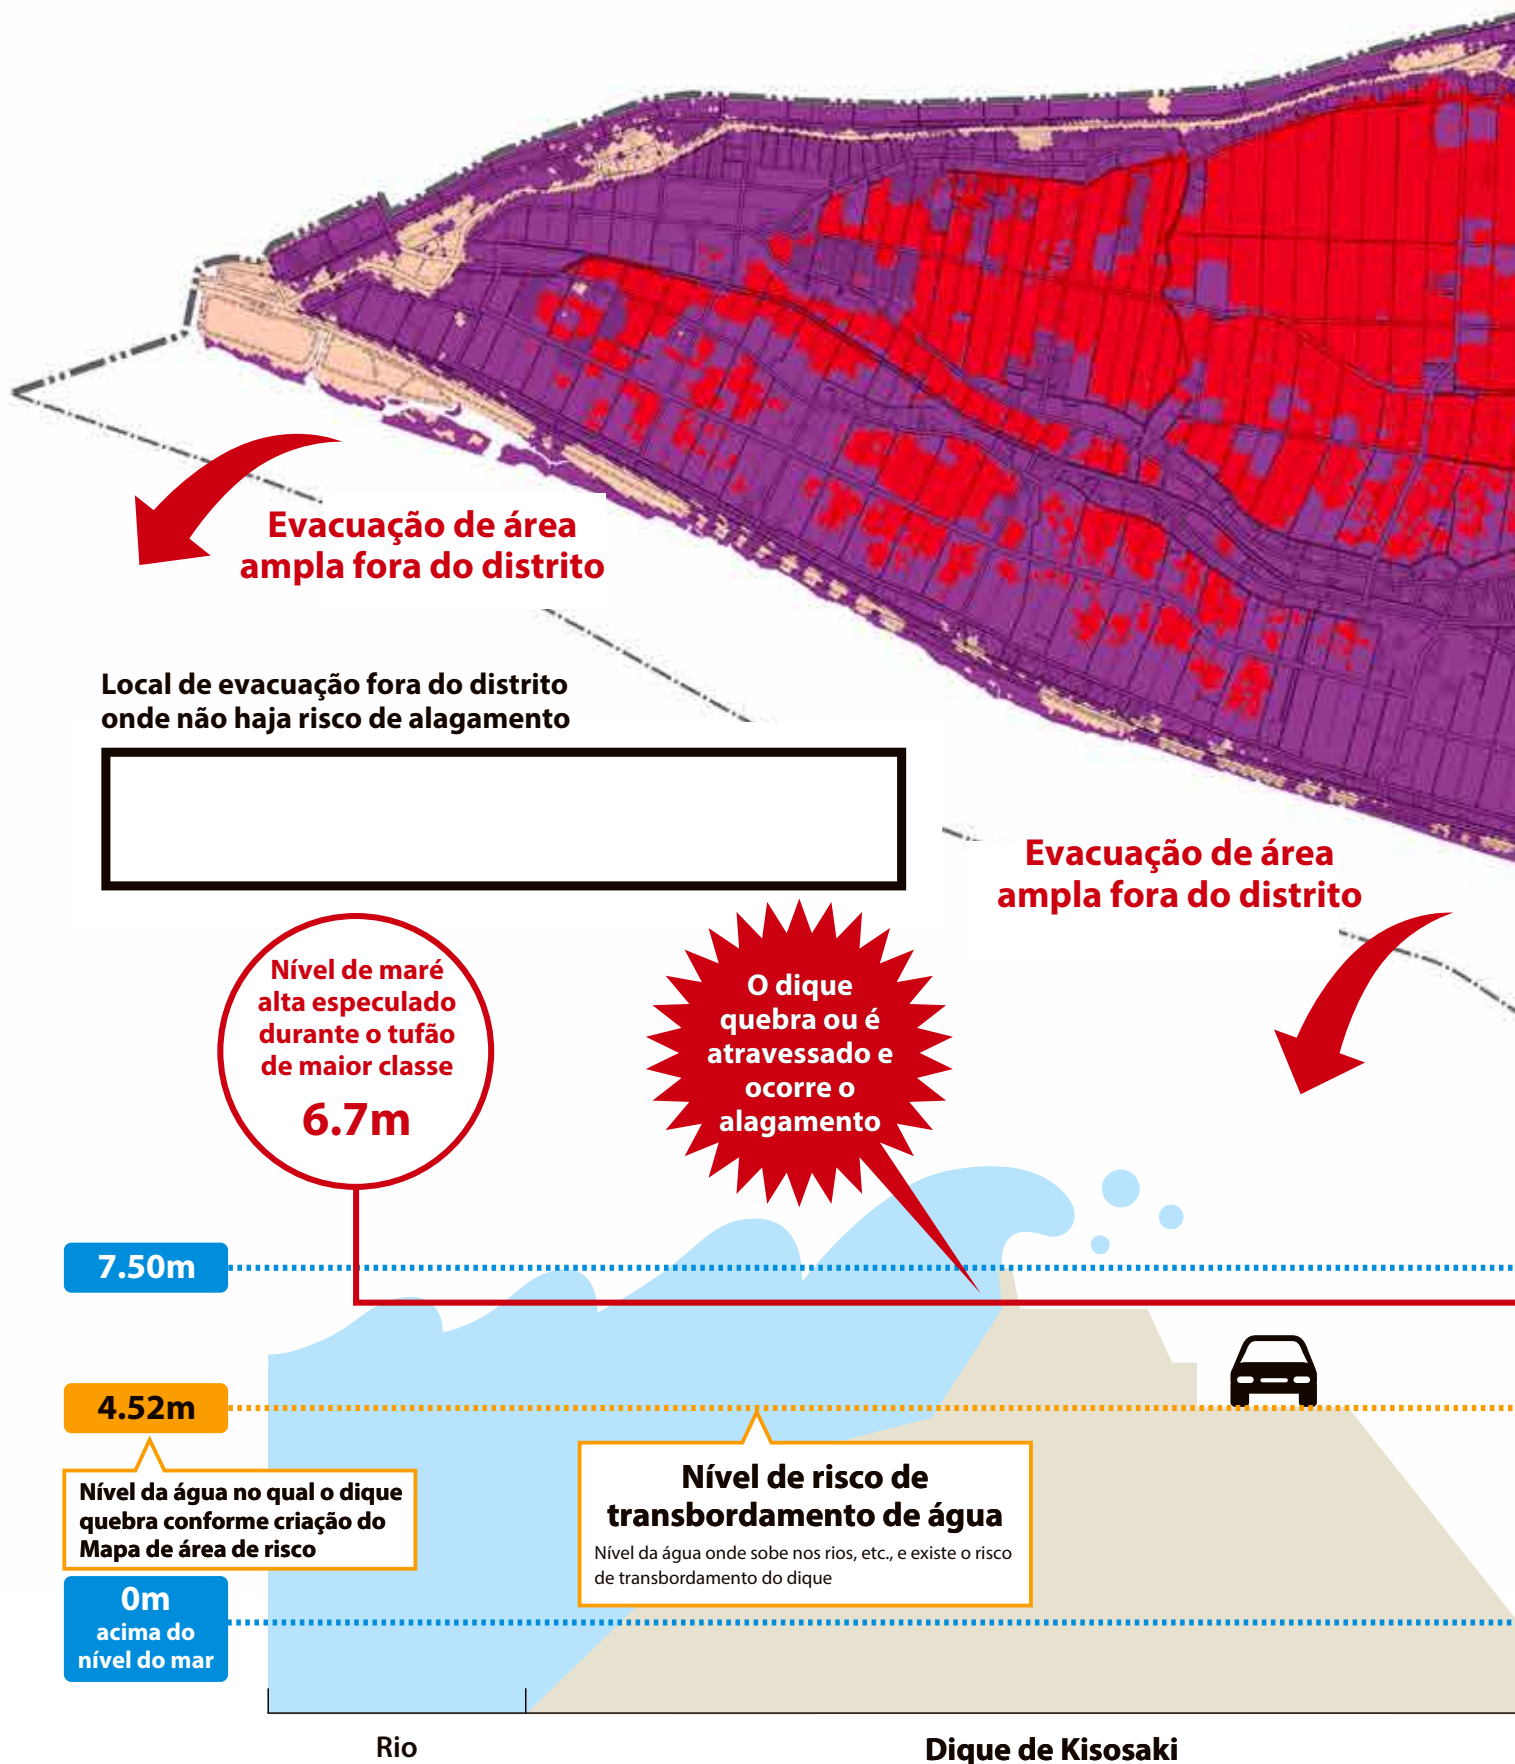 Evacuação de área
ampla fora do distrito
Local de evacuação fora do distrito
onde não haja risco de alagamento
Evacuação de área
ampla fora do distrito
Nível de maré
alta especulado
durante o tufão
de maior classe
6.7m
O dique
quebra ou é
atravessado e
ocorre o
alagamento
7.50m
4.52m
Nível da água no qual o dique
quebra conforme criação do
Mapa de área de risco
Nível de risco de
transbordamento de água
Nível da água onde sobe nos rios, etc., e existe o risco
de transbordamento do dique
0m
acima do
nível do mar
Rio
Dique de Kisosaki